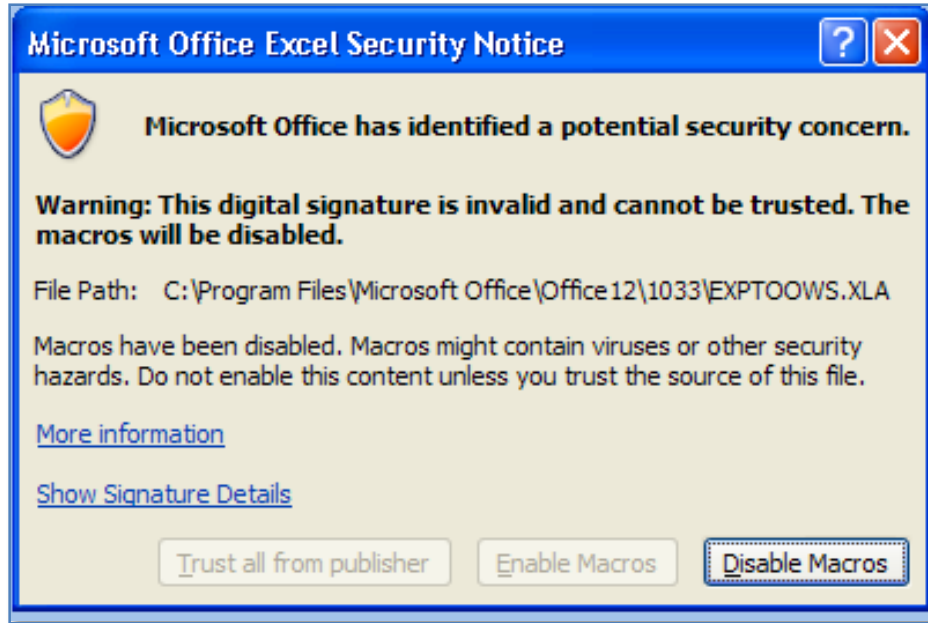 Microsoft Office Excel Security Notice
Microsoft Office has identified a potential security concern.
Warning: This digital signature is invalid and cannot be trusted. The
macros will be disabled.
File Path: C:\Program Files\Microsoft Office\Office12\1033\EXPTOOWS.XLA
Macros have been disabled. Macros might contain viruses or other security
hazards. Do not enable this content unless you trust the source of this file.
More information
Show Signature Details
Trust all from publisher Enable Macros Disable Macros